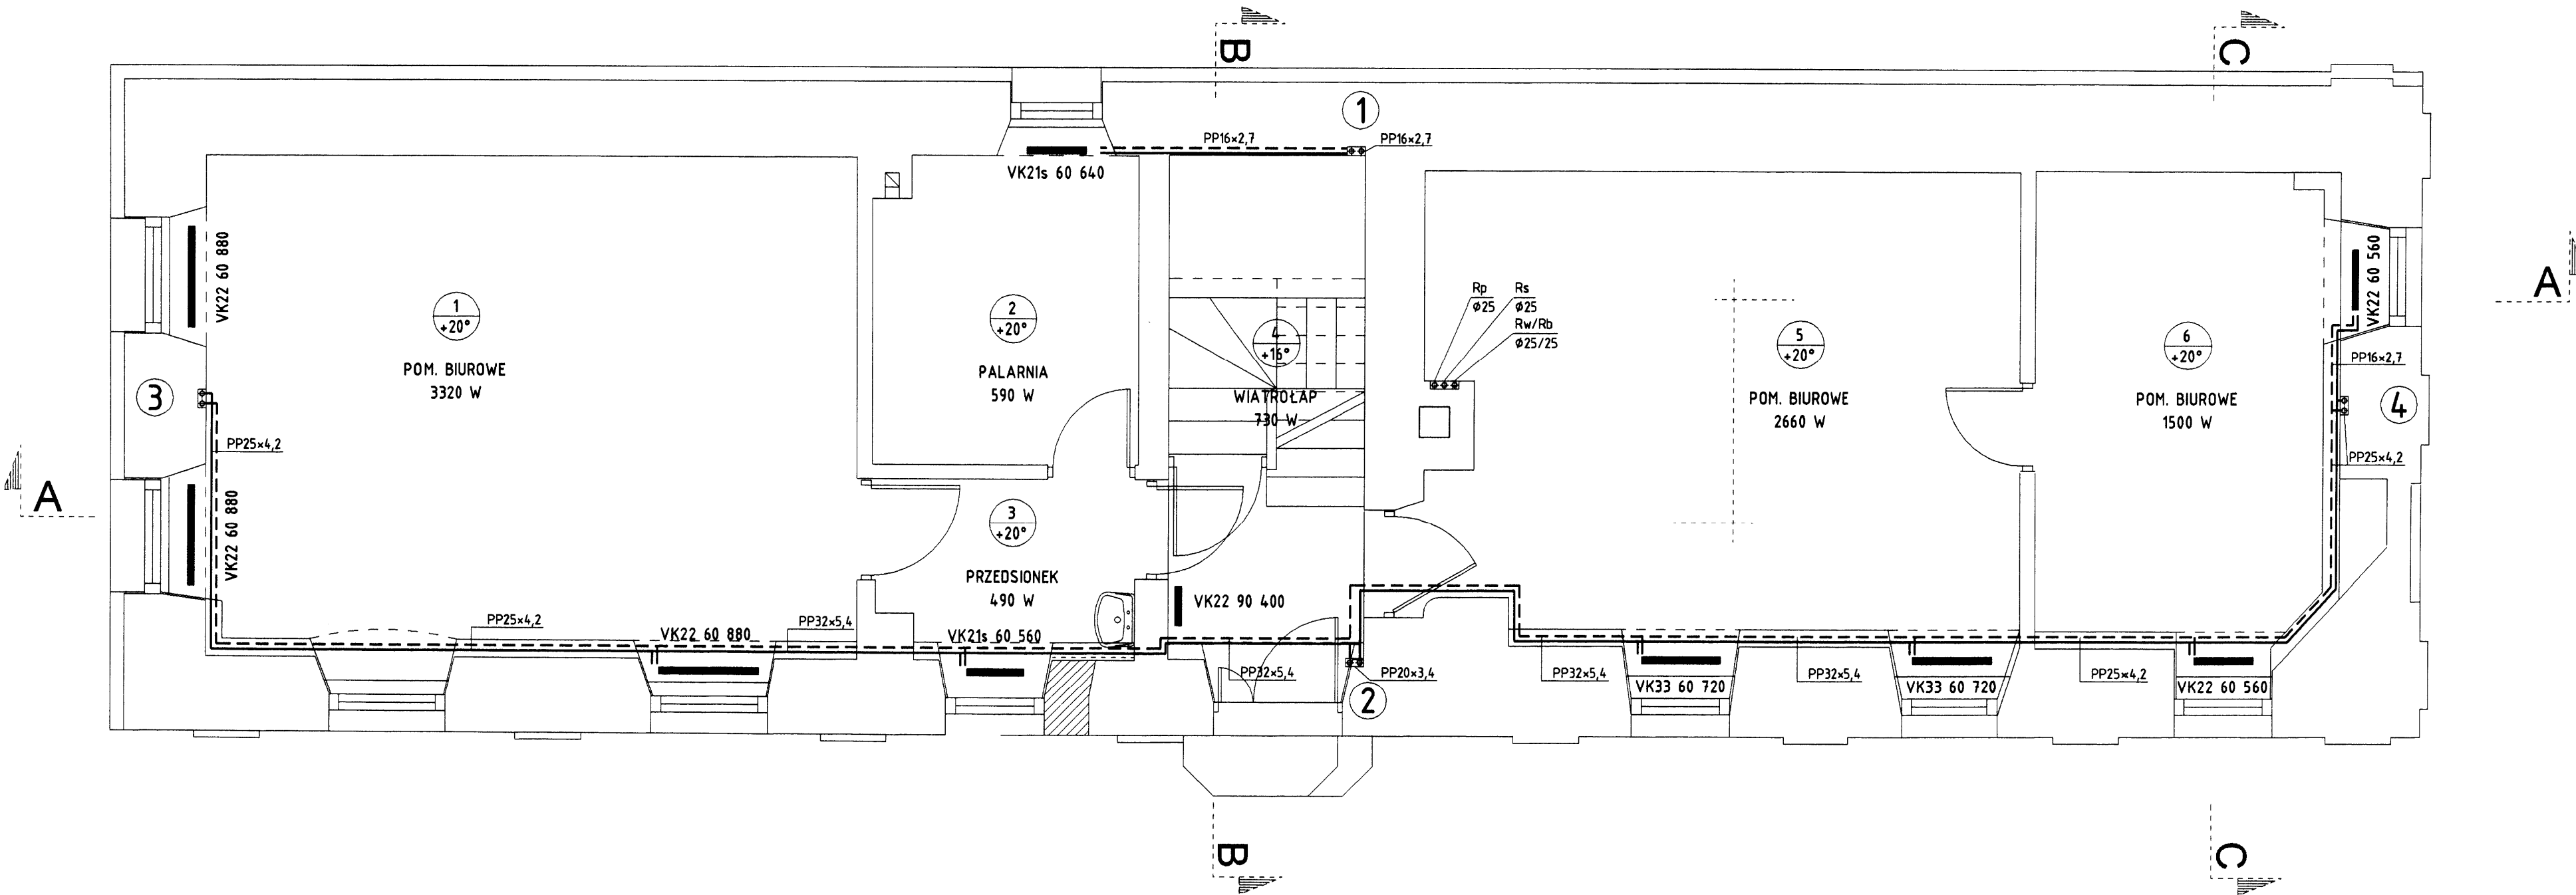 B
C
1
PP16×2,7
PP16×2,7
VK21s 60 640
VK22 60 880
VK22 60 560
A
1
+20°
POM. BIUROWE
3320 W
2
+20°
PALARNIA
590 W
4
+16°
WIATROŁAP
730 W
Rp
Ø25
Rs
Ø25
Rw/Rb
Ø25/25
5
+20°
POM. BIUROWE
2660 W
6
+20°
POM. BIUROWE
1500 W
PP16×2,7
3
4
PP25×4,2
PP25×4,2
A
VK22 60 880
3
+20°
PRZEDSIONEK
490 W
VK22 90 400
PP25×4,2
VK22 60 880
PP32×5,4
VK21s 60 560
PP32×5,4
PP20×3,4
2
PP32×5,4
VK33 60 720
PP32×5,4
VK33 60 720
PP25×4,2
VK22 60 560
B
C